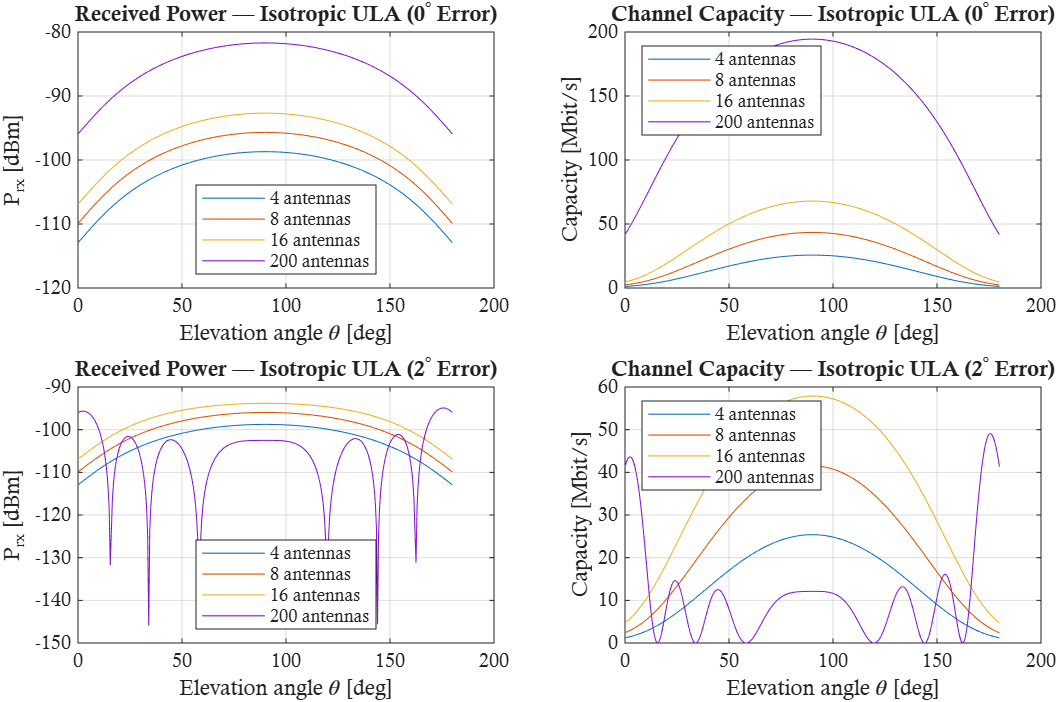 Received Power — Isotropic ULA (0° Error)
-80
-90
-100
-110
-120
P_rx [dBm]
4 antennas
8 antennas
16 antennas
200 antennas
0 50 100 150 200
Elevation angle θ [deg]
Channel Capacity — Isotropic ULA (0° Error)
200
150
100
50
0
Capacity [Mbit/s]
4 antennas
8 antennas
16 antennas
200 antennas
0 50 100 150 200
Elevation angle θ [deg]
Received Power — Isotropic ULA (2° Error)
-90
-100
-110
-120
-130
-140
-150
P_rx [dBm]
4 antennas
8 antennas
16 antennas
200 antennas
0 50 100 150 200
Elevation angle θ [deg]
Channel Capacity — Isotropic ULA (2° Error)
60
50
40
30
20
10
0
Capacity [Mbit/s]
4 antennas
8 antennas
16 antennas
200 antennas
0 50 100 150 200
Elevation angle θ [deg]